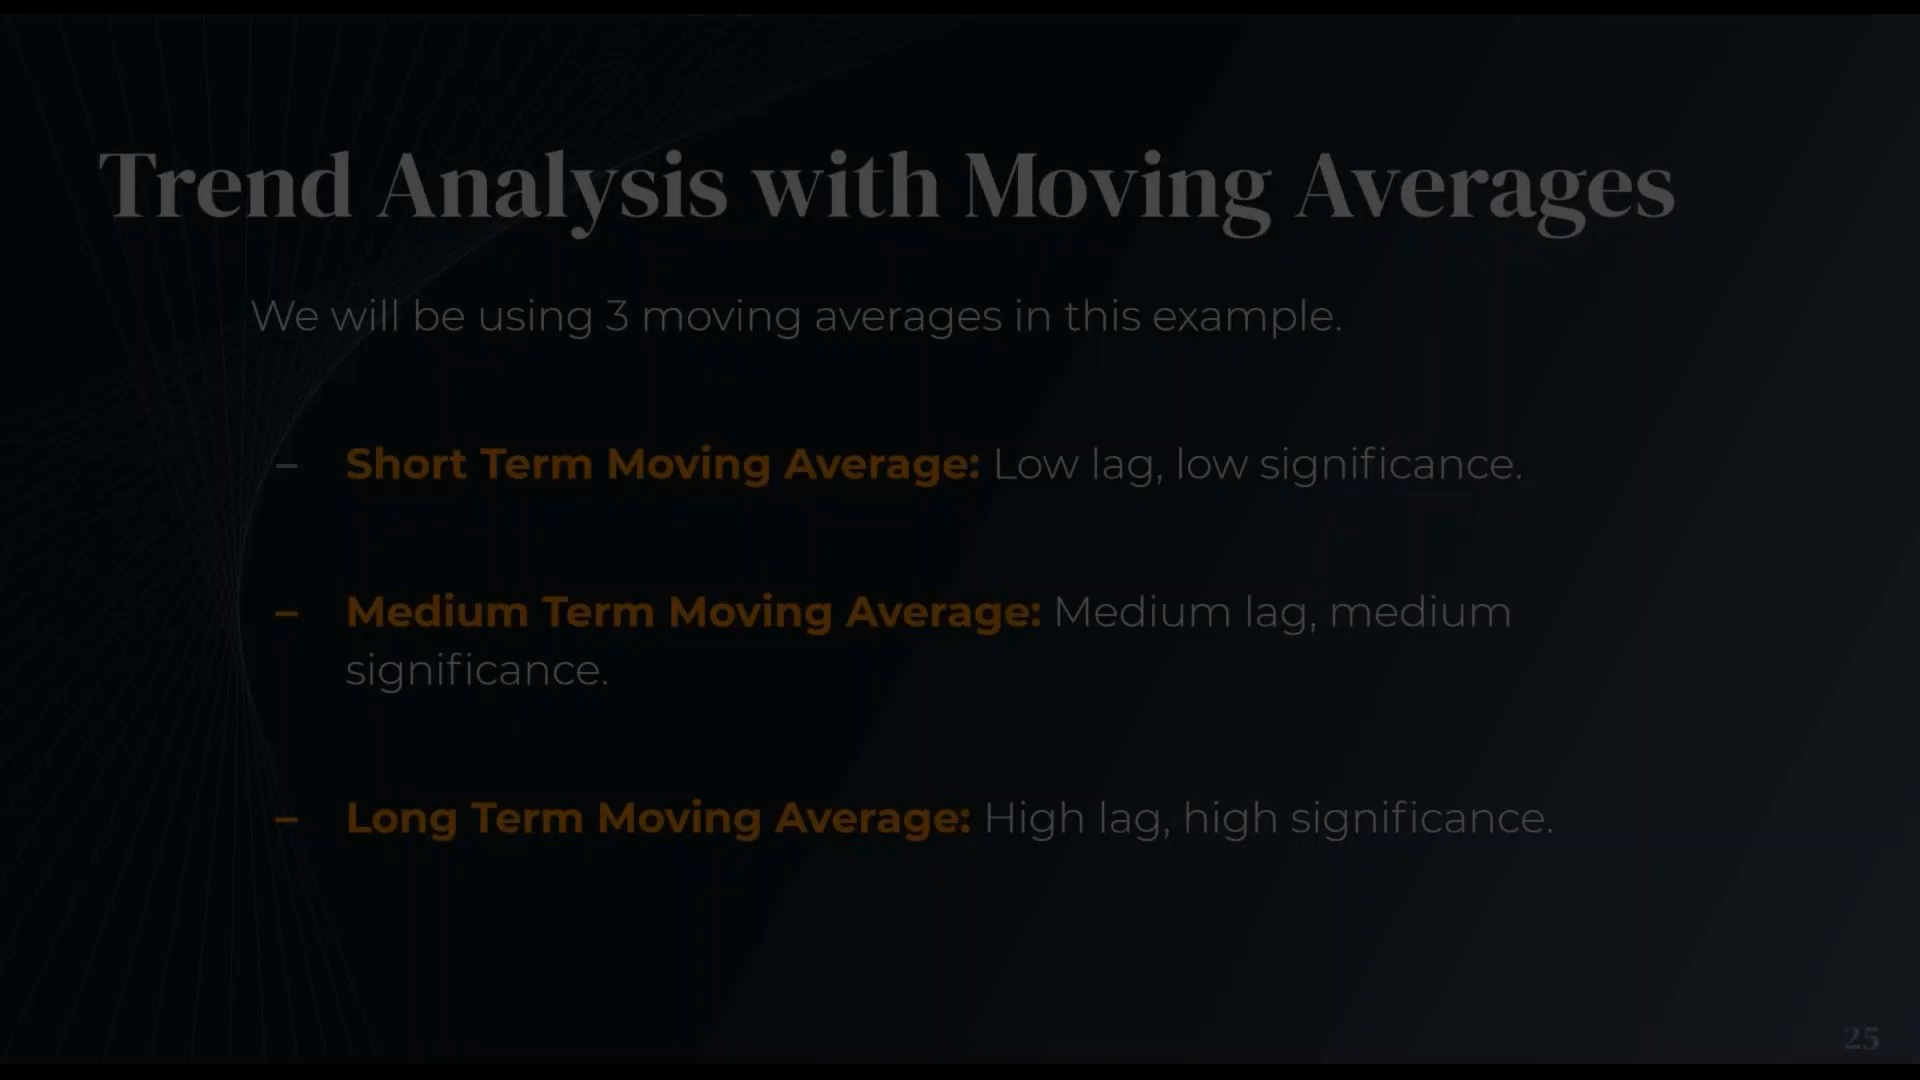 Trend Analysis with Moving Averages
We will be using 3 moving averages in this example.
– Short Term Moving Average: Low lag, low significance.
– Medium Term Moving Average: Medium lag, medium
significance.
– Long Term Moving Average: High lag, high significance.
25